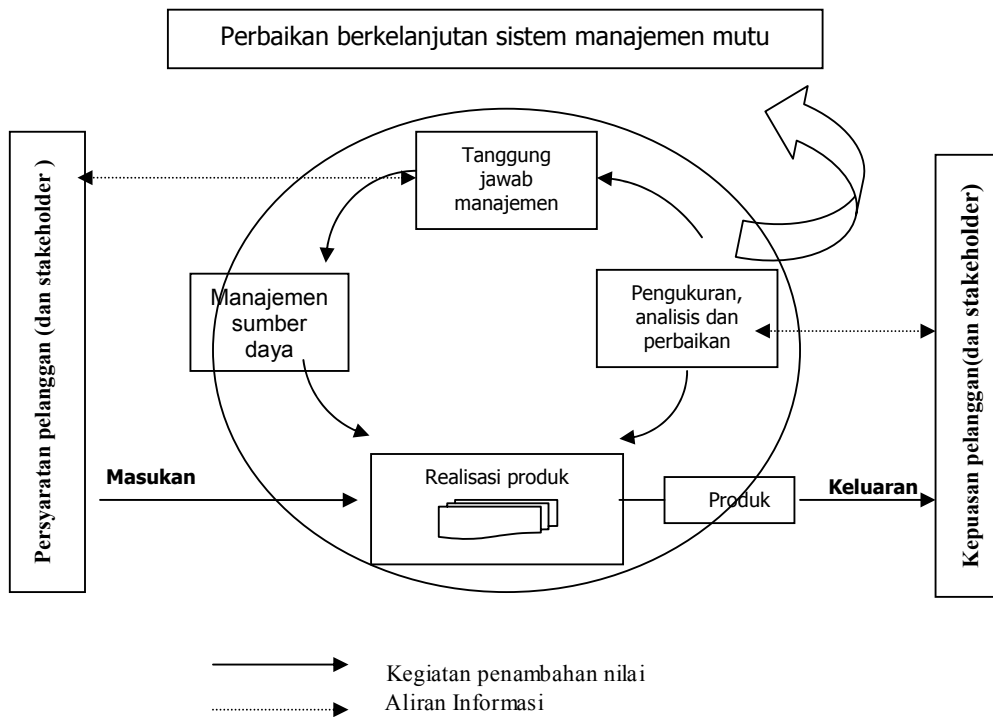 Perbaikan berkelanjutan sistem manajemen mutu
Persyaratan pelanggan (dan stakeholder )
Tanggung
jawab
manajemen
Manajemen
sumber
daya
Pengukuran,
analisis dan
perbaikan
Kepuasan pelanggan(dan stakeholder)
Masukan
Realisasi produk
Produk
Keluaran
Kegiatan penambahan nilai
Aliran Informasi